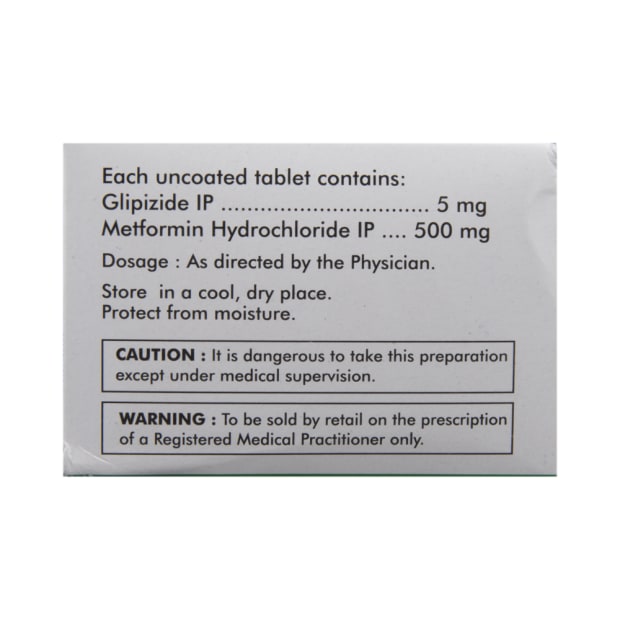 Each uncoated tablet contains:
Glipizide IP ................................ 5 mg
Metformin Hydrochloride IP .... 500 mg
Dosage : As directed by the Physician.
Store in a cool, dry place.
Protect from moisture.
CAUTION : It is dangerous to take this preparation
except under medical supervision.
WARNING : To be sold by retail on the prescription
of a Registered Medical Practitioner only.